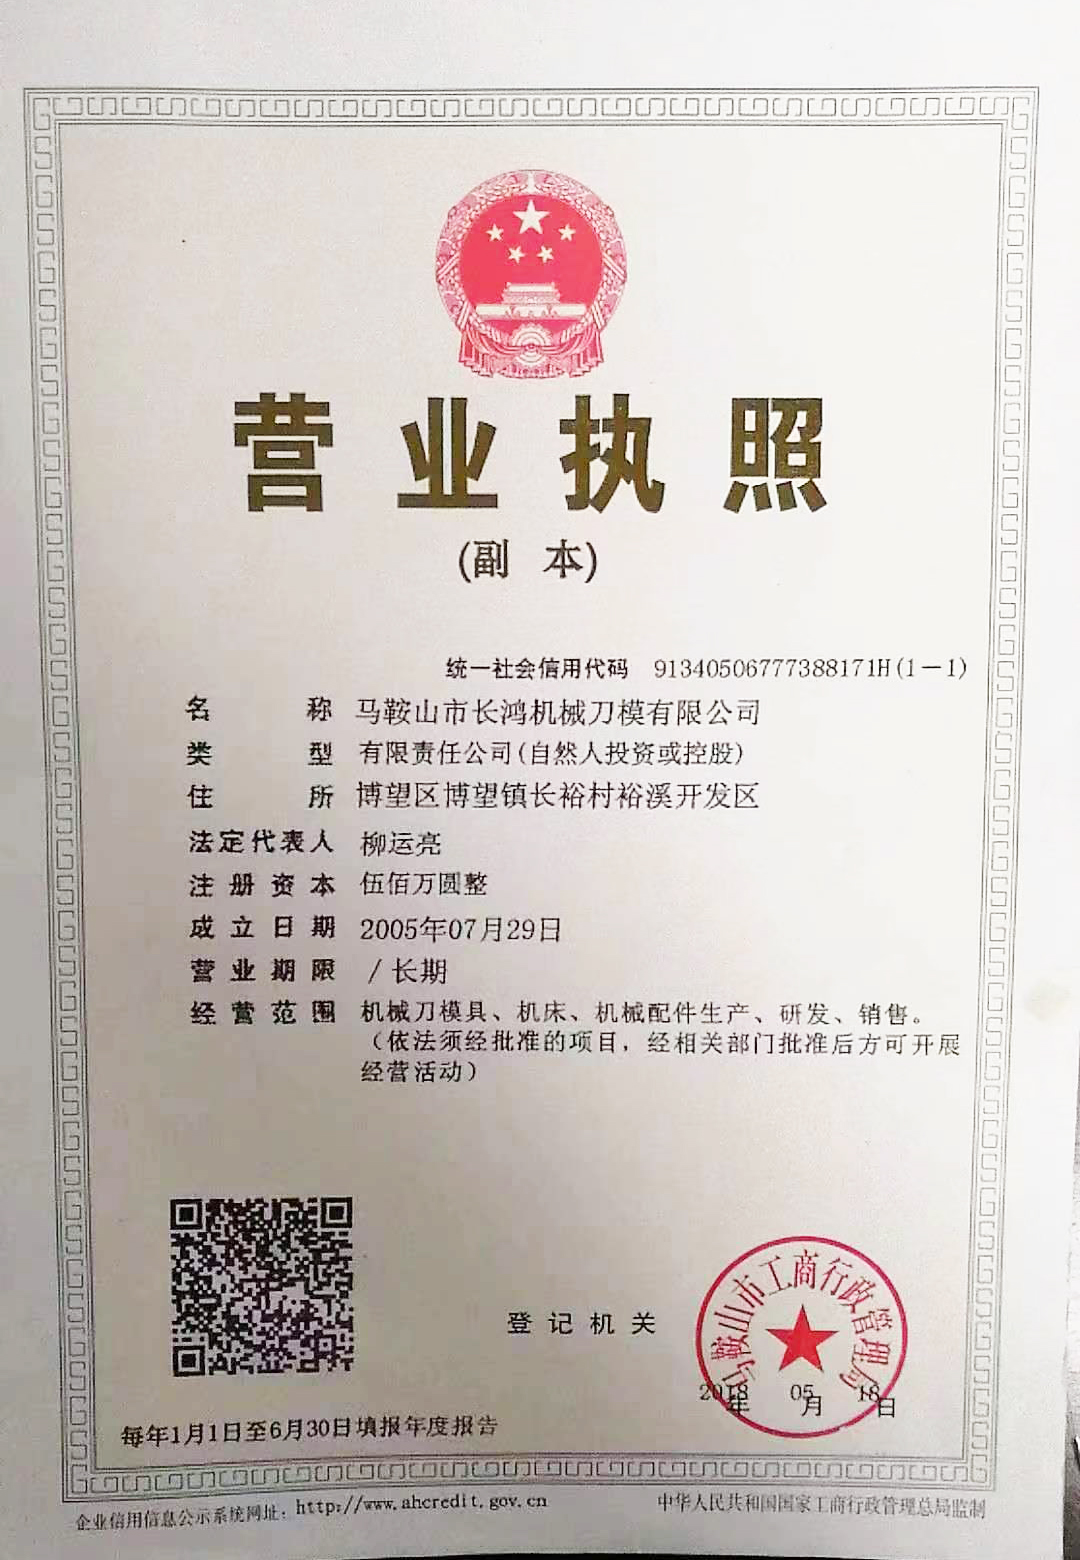 营业执照
(副 本)
统一社会信用代码 91340506777388171H(1－1)
名称 马鞍山市长鸿机械刀模有限公司
类型 有限责任公司(自然人投资或控股)
住所 博望区博望镇长裕村裕溪开发区
法定代表人 柳运亮
注册资本 伍佰万圆整
成立日期 2005年07月29日
营业期限 /长期
经营范围 机械刀模具、机床、机械配件生产、研发、销售。
（依法须经批准的项目，经相关部门批准后方可开展
经营活动）
登记机关
马鞍山市工商行政管理局
2018年 05月 18日
每年1月1日至6月30日填报年度报告
企业信用信息公示系统网址：http://www.ahcredit.gov.cn
中华人民共和国国家工商行政管理总局监制